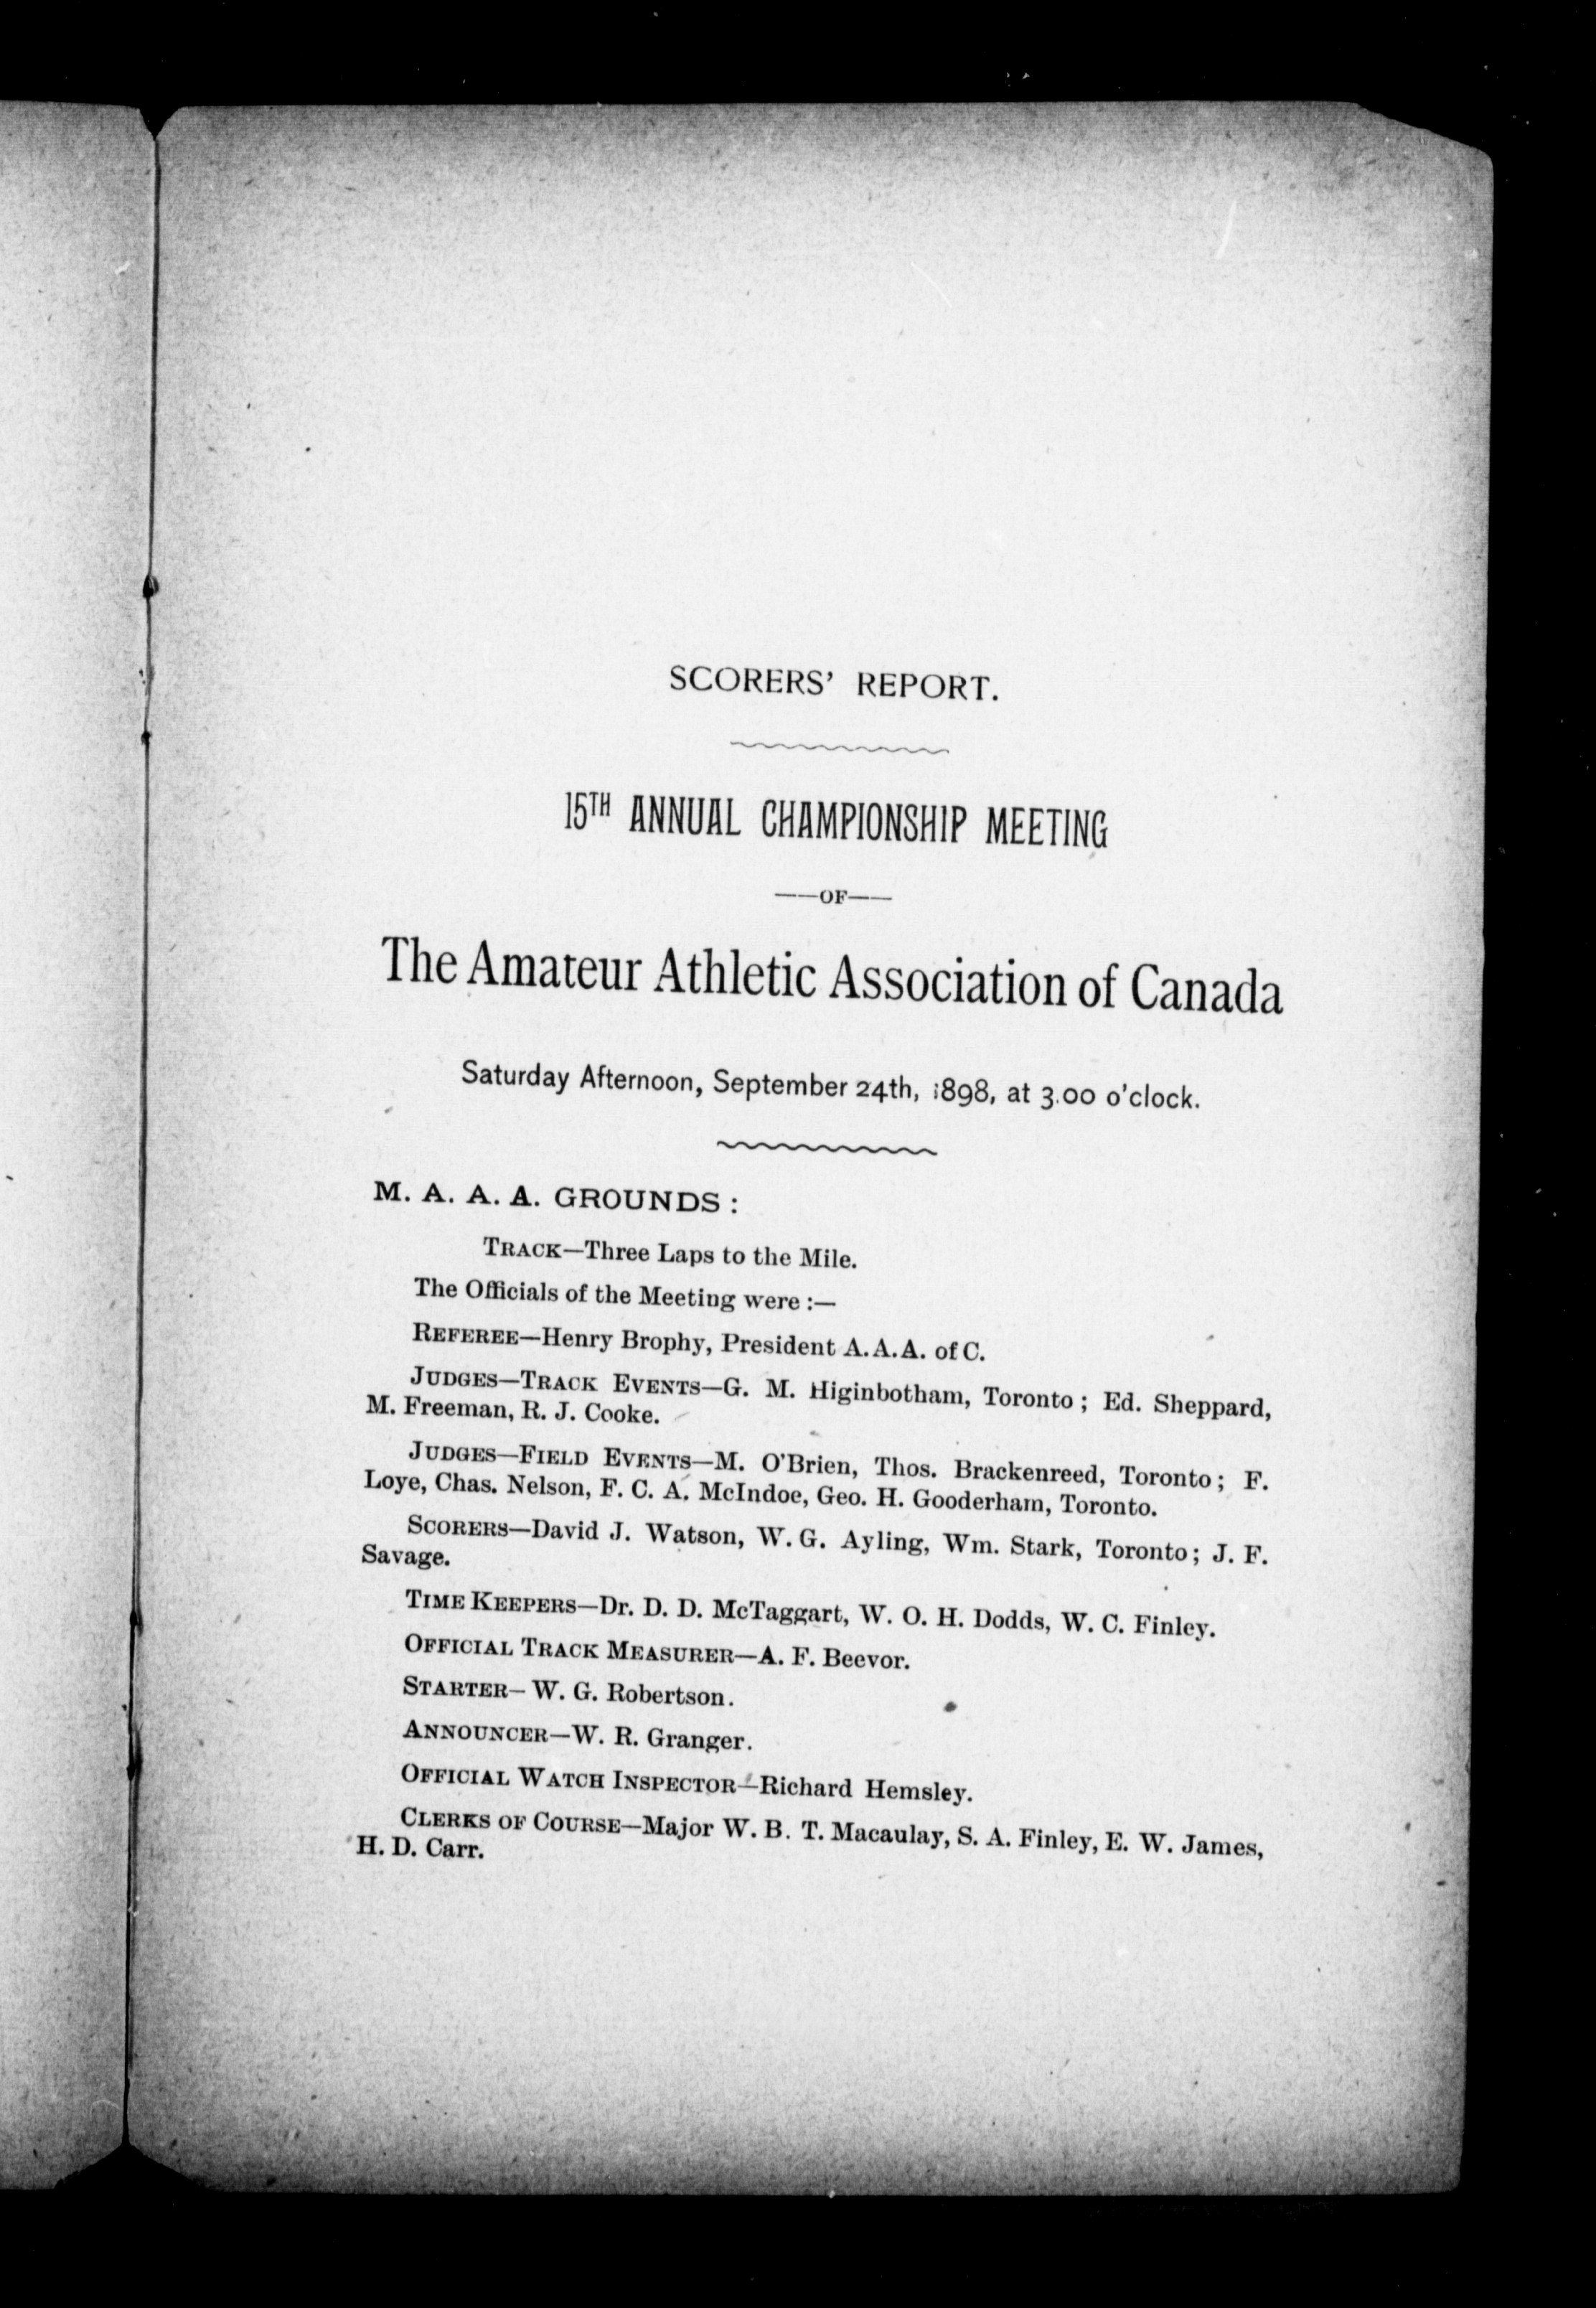 SCORERS' REPORT.
15TH ANNUAL CHAMPIONSHIP MEETING
——OF——
The Amateur Athletic Association of Canada
Saturday Afternoon, September 24th, 1898, at 3.00 o'clock.
M. A. A. A. GROUNDS :
TRACK—Three Laps to the Mile.
The Officials of the Meeting were :—
REFEREE—Henry Brophy, President A. A. A. of C.
JUDGES—TRACK EVENTS—G. M. Higinbotham, Toronto ; Ed. Sheppard,
M. Freeman, R. J. Cooke.
JUDGES—FIELD EVENTS—M. O'Brien, Thos. Brackenreed, Toronto ; F.
Loye, Chas. Nelson, F. C. A. McIndoe, Geo. H. Gooderham, Toronto.
SCORERS—David J. Watson, W. G. Ayling, Wm. Stark, Toronto ; J. F.
Savage.
TIME KEEPERS—Dr. D. D. McTaggart, W. O. H. Dodds, W. C. Finley.
OFFICIAL TRACK MEASURER—A. F. Beevor.
STARTER—W. G. Robertson.
ANNOUNCER—W. R. Granger.
OFFICIAL WATCH INSPECTOR—Richard Hemsley.
CLERKS OF COURSE—Major W. B. T. Macaulay, S. A. Finley, E. W. James,
H. D. Carr.